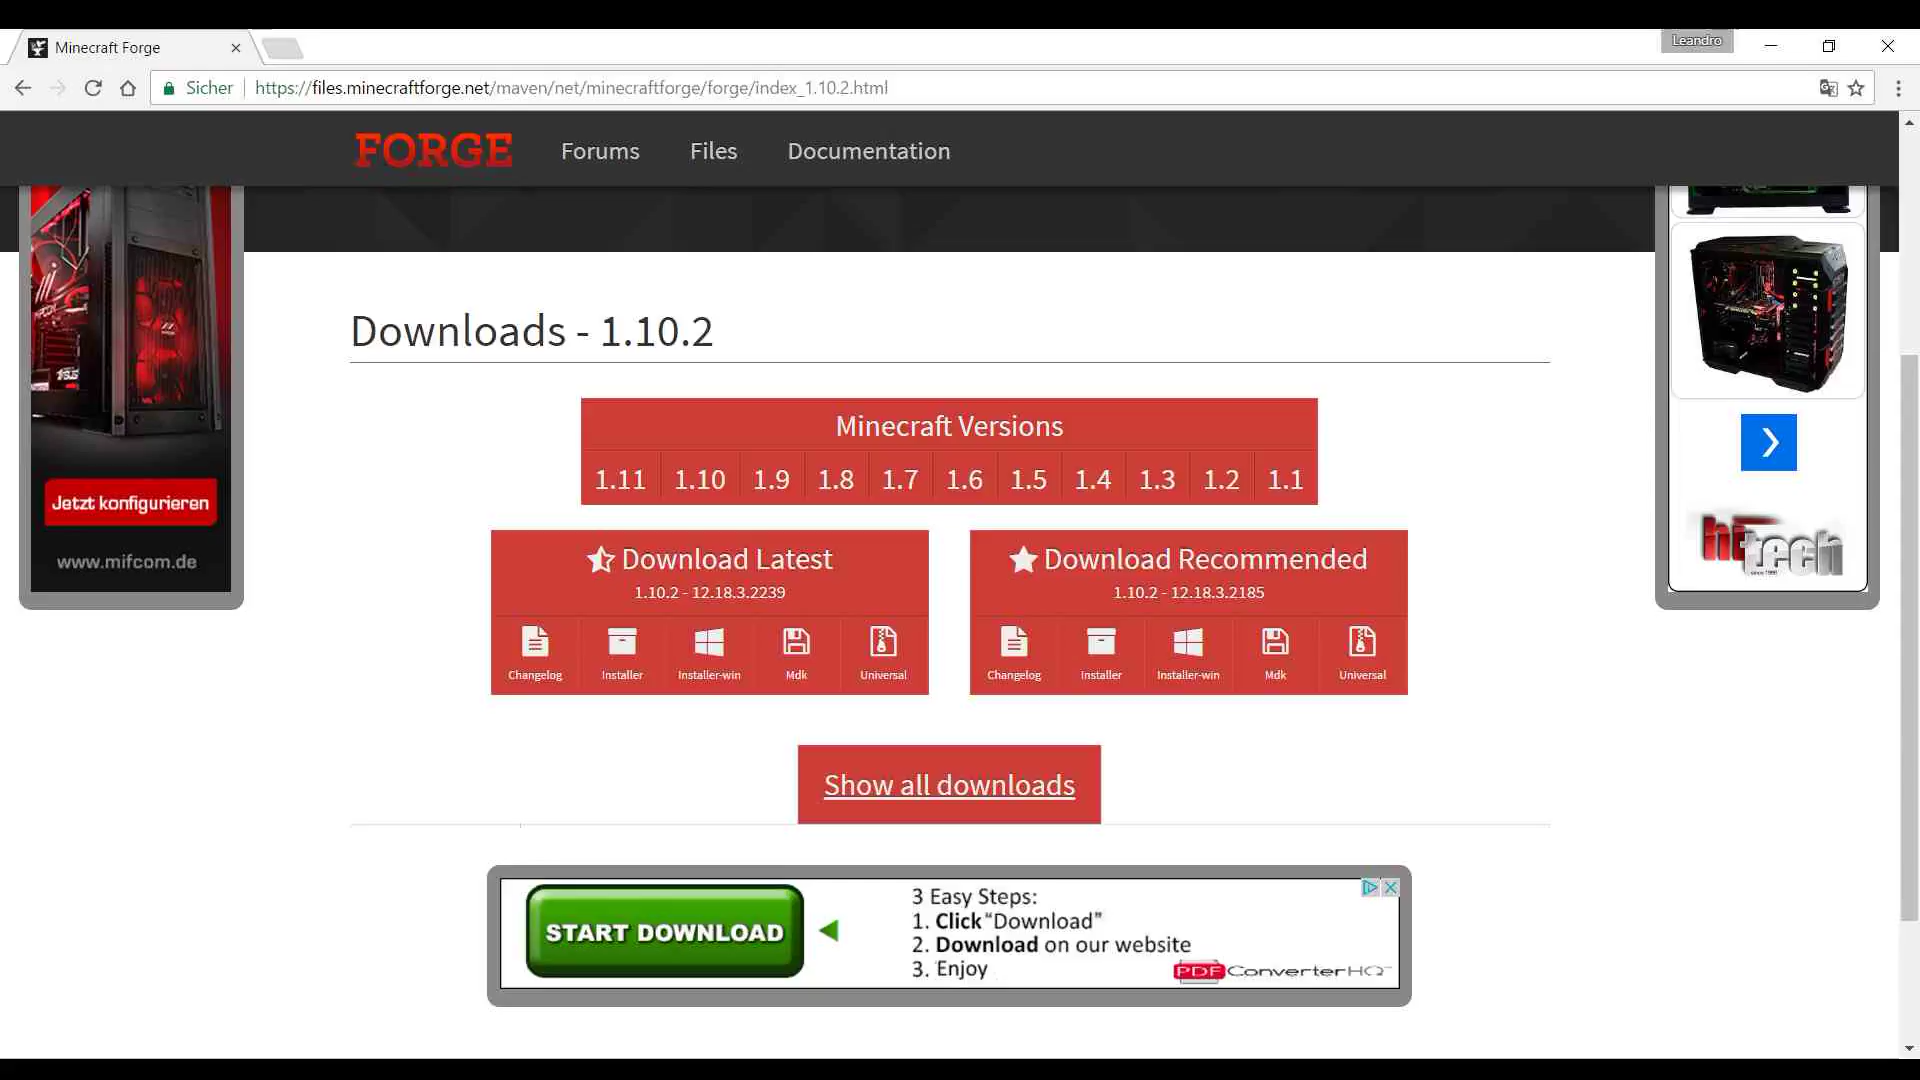 Minecraft Forge
Leandro
Sicher
https://files.minecraftforge.net/maven/net/minecraftforge/forge/index_1.10.2.html
FORGE Forums Files Documentation
Downloads - 1.10.2
Minecraft Versions
1.11 1.10 1.9 1.8 1.7 1.6 1.5 1.4 1.3 1.2 1.1
Download Latest
1.10.2 - 12.18.3.2239
Changelog Installer Installer-win Mdk Universal
Download Recommended
1.10.2 - 12.18.3.2185
Changelog Installer Installer-win Mdk Universal
Show all downloads
Jetzt konfigurieren
www.mifcom.de
hi tech
START DOWNLOAD
3 Easy Steps:
1. Click "Download"
2. Download on our website
3. Enjoy
PDF ConverterHQ